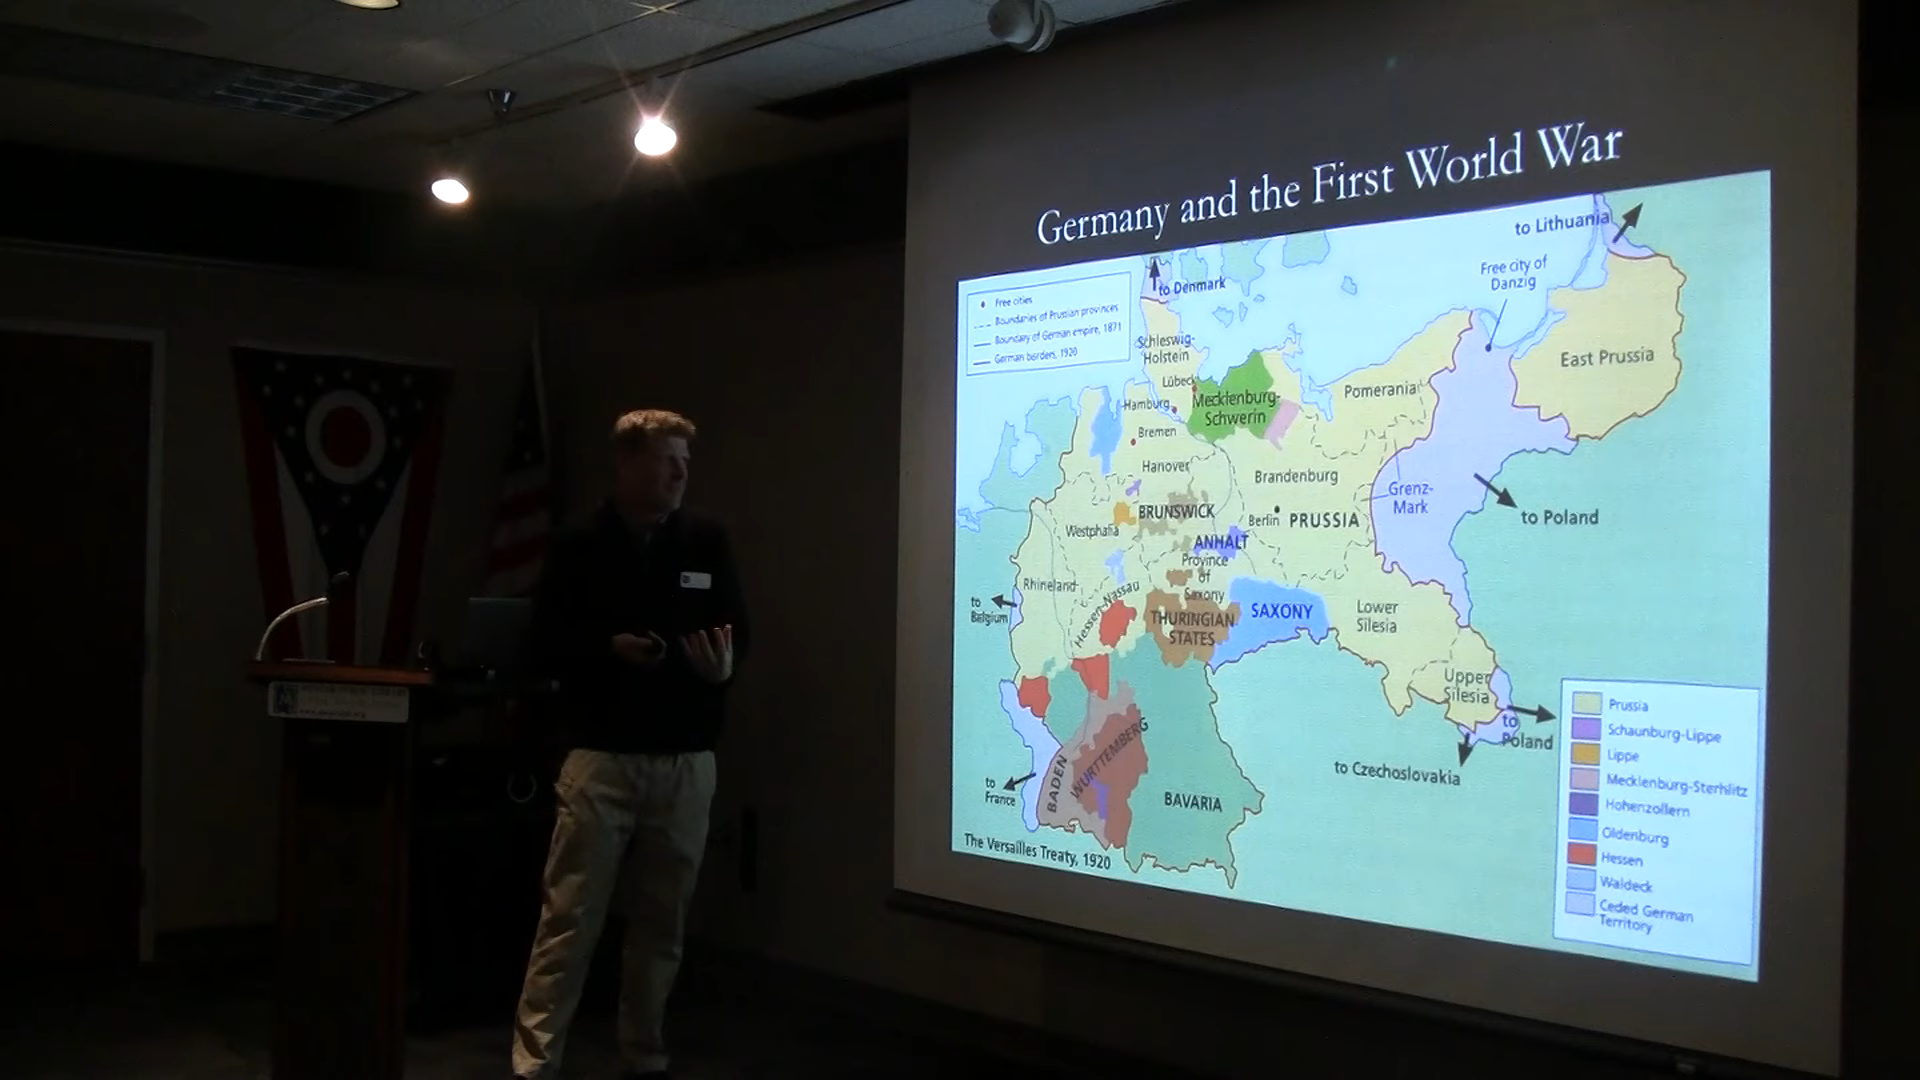 Germany and the First World War
to Lithuania
Free city of
Danzig
to Denmark
Free cities
Boundaries of Prussian provinces
Boundary of German empire, 1871
German borders, 1920
Schleswig-
Holstein
East Prussia
Lübeck
Pomerania
Hamburg
Mecklenburg-
Schwerin
Bremen
Hanover
Brandenburg
Grenz-
Mark
BRUNSWICK
Berlin
PRUSSIA
to Poland
Westphalia
ANHALT
Province
of
Saxony
Rhineland
Hessen-Nassau
to
Belgium
THURINGIAN
STATES
SAXONY
Lower
Silesia
Upper
Silesia
to
Poland
to Czechoslovakia
WURTTEMBERG
BADEN
to
France
BAVARIA
The Versailles Treaty, 1920
Prussia
Schaunburg-Lippe
Lippe
Mecklenburg-Sterhlitz
Hohenzollern
Oldenburg
Hessen
Waldeck
Ceded German
Territory